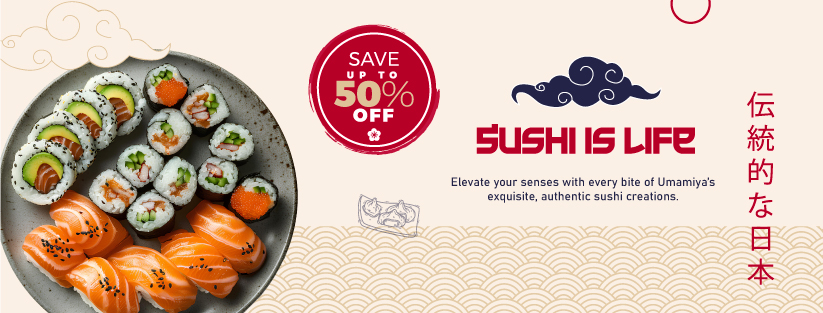 SAVE
UP TO
50%
OFF
SUSHI IS LIFE
Elevate your senses with every bite of Umamiya's
exquisite, authentic sushi creations.
伝統的な日本